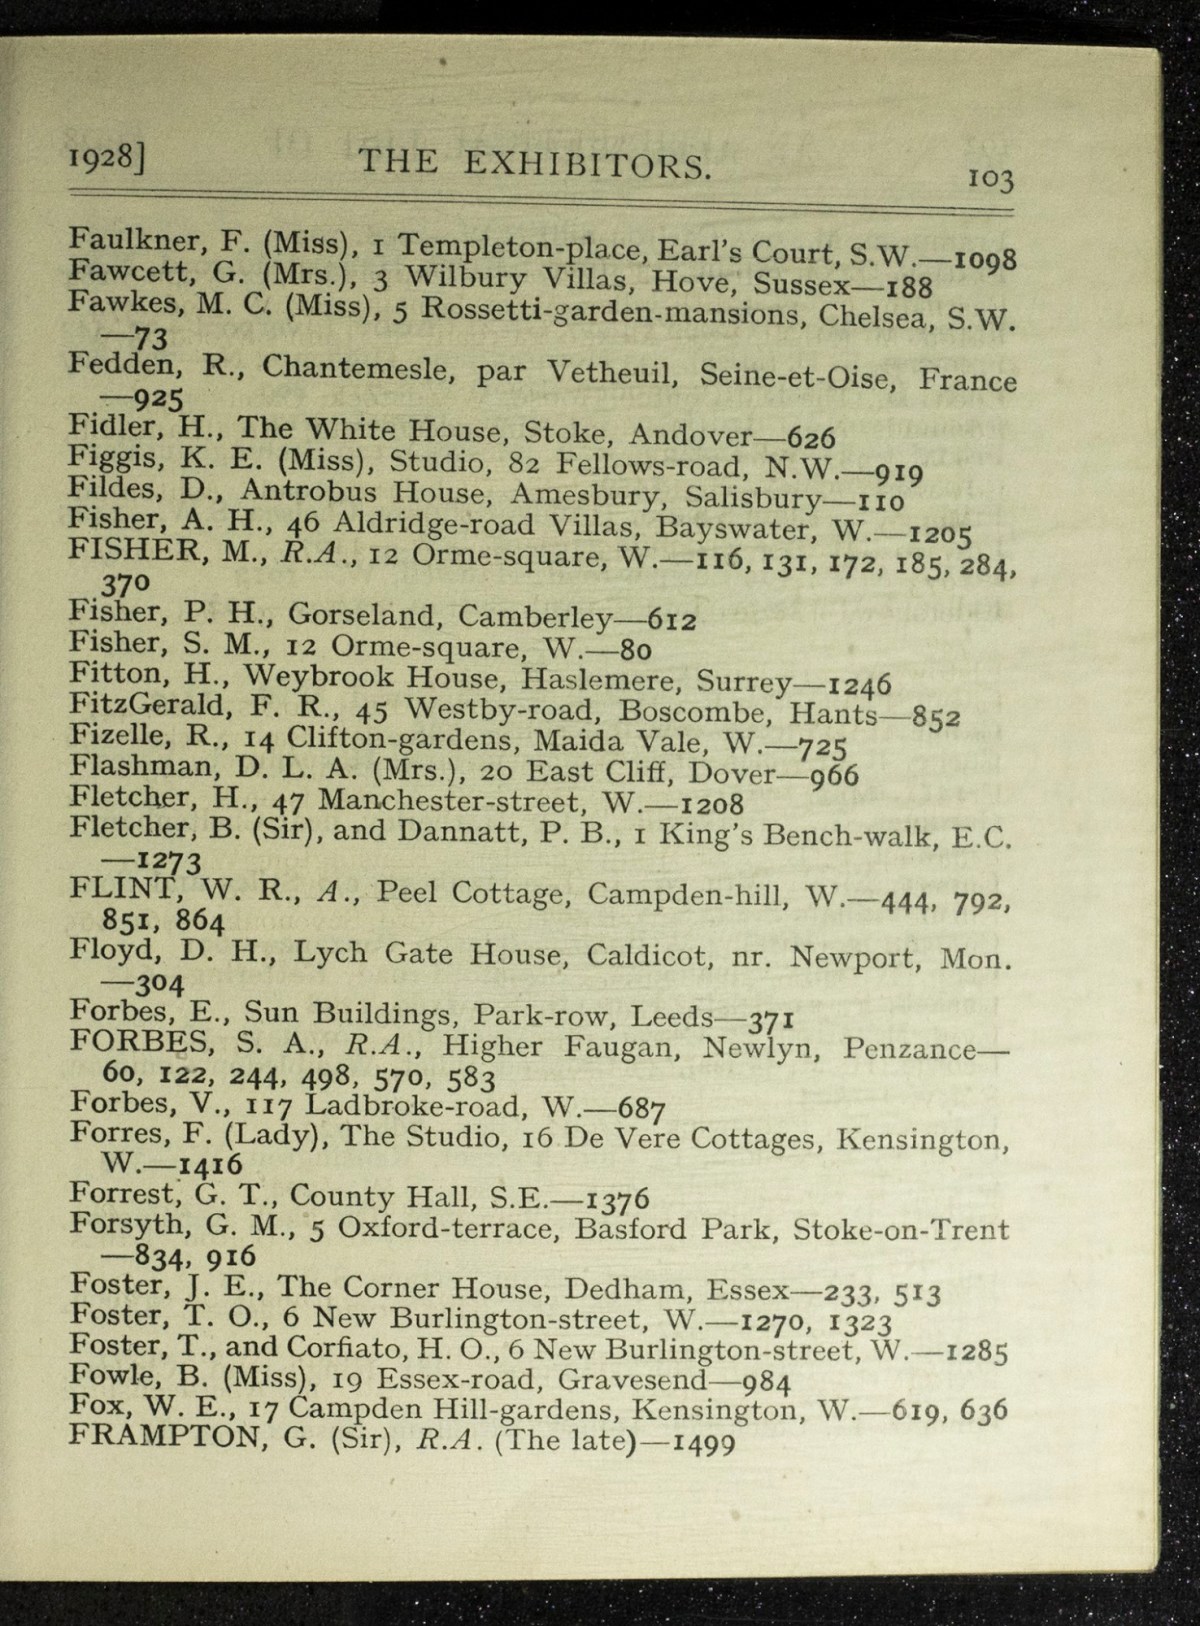 1928] THE EXHIBITORS. 103
Faulkner, F. (Miss), 1 Templeton-place, Earl's Court, S.W.—1098
Fawcett, G. (Mrs.), 3 Wilbury Villas, Hove, Sussex—188
Fawkes, M. C. (Miss), 5 Rossetti-garden-mansions, Chelsea, S.W.
—73
Fedden, R., Chantemesle, par Vetheuil, Seine-et-Oise, France
—925
Fidler, H., The White House, Stoke, Andover—626
Figgis, K. E. (Miss), Studio, 82 Fellows-road, N.W.—919
Fildes, D., Antrobus House, Amesbury, Salisbury—110
Fisher, A. H., 46 Aldridge-road Villas, Bayswater, W.—1205
FISHER, M., R.A., 12 Orme-square, W.—116, 131, 172, 185, 284,
370
Fisher, P. H., Gorseland, Camberley—612
Fisher, S. M., 12 Orme-square, W.—80
Fitton, H., Weybrook House, Haslemere, Surrey—1246
FitzGerald, F. R., 45 Westby-road, Boscombe, Hants—852
Fizelle, R., 14 Clifton-gardens, Maida Vale, W.—725
Flashman, D. L. A. (Mrs.), 20 East Cliff, Dover—966
Fletcher, H., 47 Manchester-street, W.—1208
Fletcher, B. (Sir), and Dannatt, P. B., 1 King's Bench-walk, E.C.
—1273
FLINT, W. R., A., Peel Cottage, Campden-hill, W.—444, 792,
851, 864
Floyd, D. H., Lych Gate House, Caldicot, nr. Newport, Mon.
—304
Forbes, E., Sun Buildings, Park-row, Leeds—371
FORBES, S. A., R.A., Higher Faugan, Newlyn, Penzance—
60, 122, 244, 498, 570, 583
Forbes, V., 117 Ladbroke-road, W.—687
Forres, F. (Lady), The Studio, 16 De Vere Cottages, Kensington,
W.—1416
Forrest, G. T., County Hall, S.E.—1376
Forsyth, G. M., 5 Oxford-terrace, Basford Park, Stoke-on-Trent
—834, 916
Foster, J. E., The Corner House, Dedham, Essex—233, 513
Foster, T. O., 6 New Burlington-street, W.—1270, 1323
Foster, T., and Corfiato, H. O., 6 New Burlington-street, W.—1285
Fowle, B. (Miss), 19 Essex-road, Gravesend—984
Fox, W. E., 17 Campden Hill-gardens, Kensington, W.—619, 636
FRAMPTON, G. (Sir), R.A. (The late)—1499